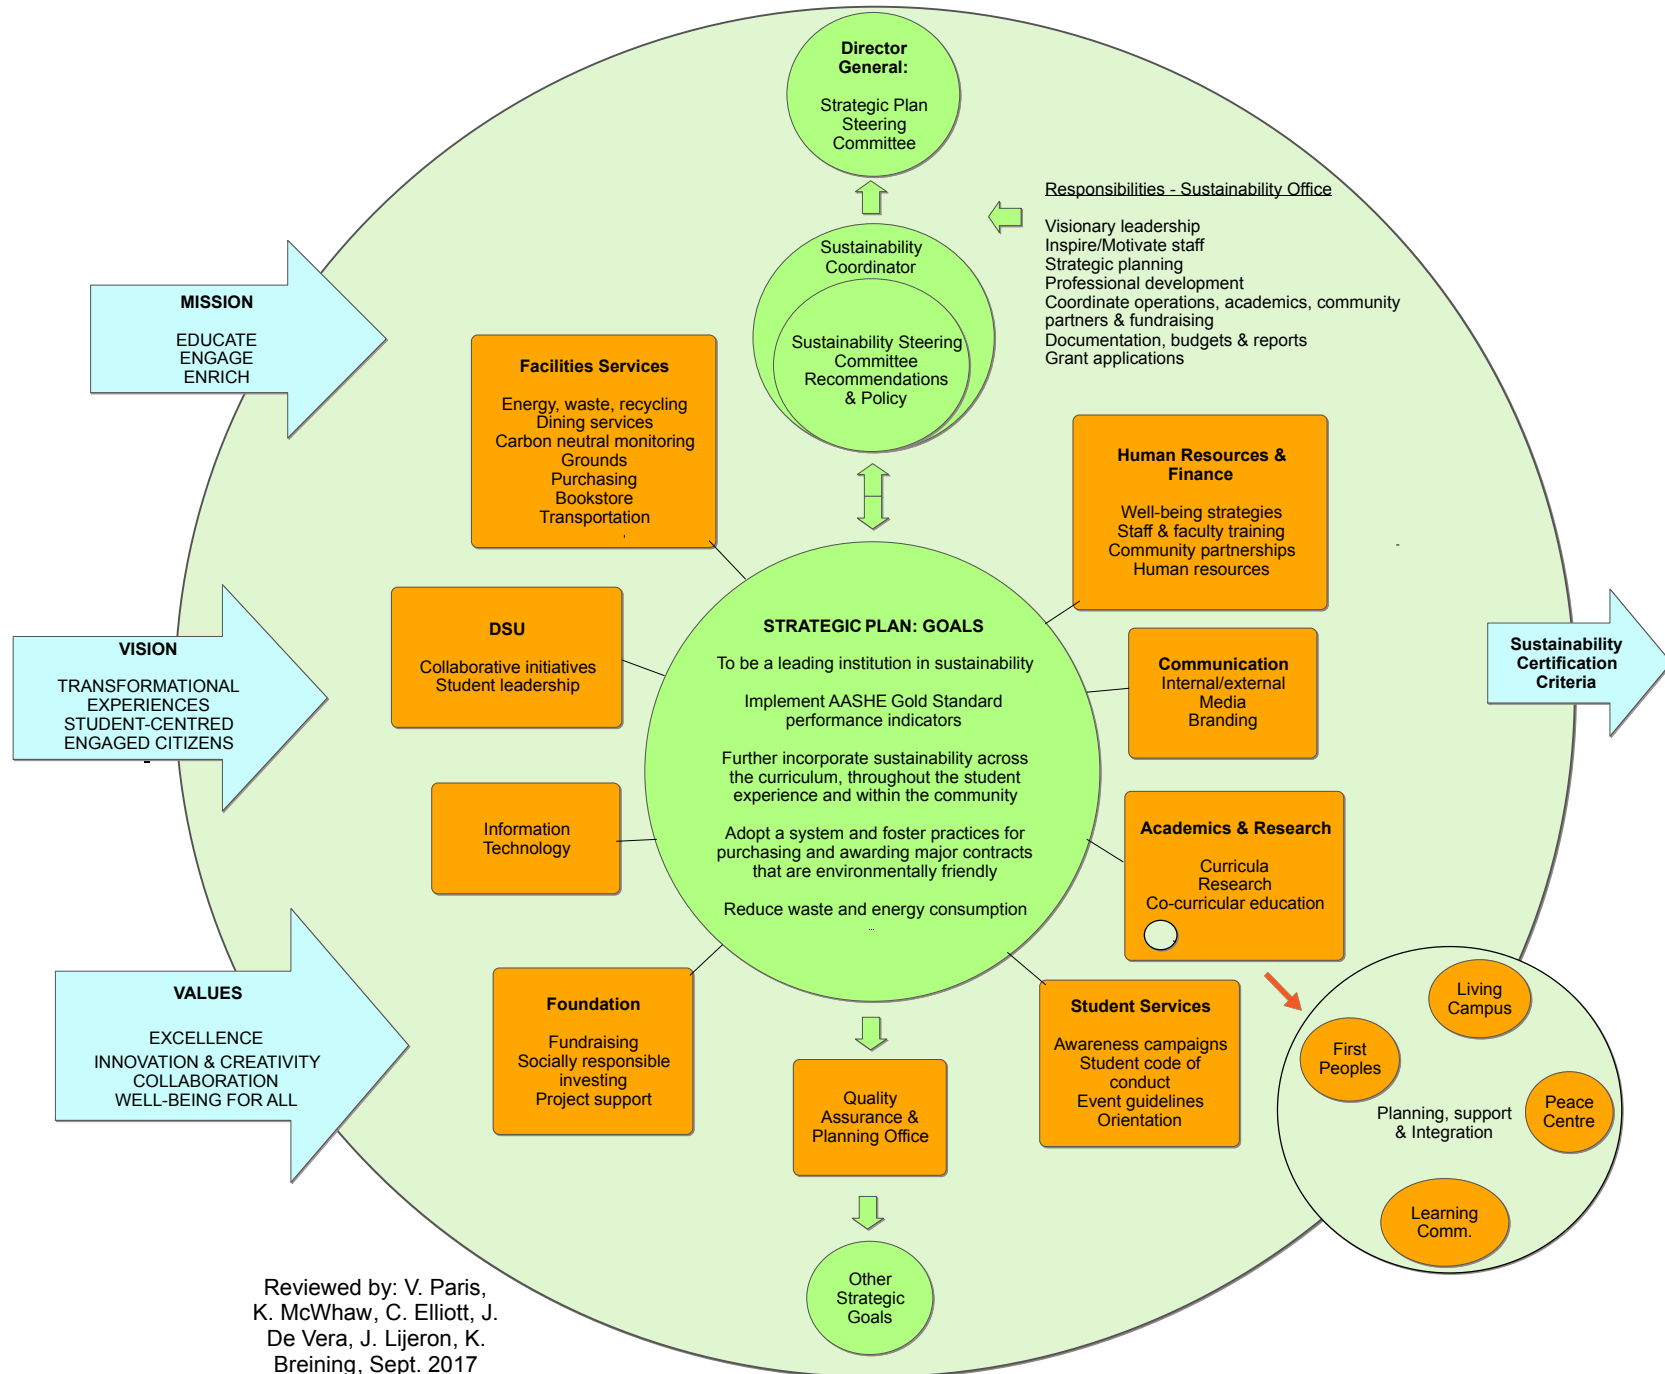 Director
General:
Strategic Plan
Steering
Committee
Responsibilities - Sustainability Office
Visionary leadership
Inspire/Motivate staff
Strategic planning
Professional development
Coordinate operations, academics, community
partners & fundraising
Documentation, budgets & reports
Grant applications
Sustainability
Coordinator
Sustainability Steering
Committee
Recommendations
& Policy
MISSION
EDUCATE
ENGAGE
ENRICH
Facilities Services
Energy, waste, recycling
Dining services
Carbon neutral monitoring
Grounds
Purchasing
Bookstore
Transportation
Human Resources &
Finance
Well-being strategies
Staff & faculty training
Community partnerships
Human resources
VISION
TRANSFORMATIONAL
EXPERIENCES
STUDENT-CENTRED
ENGAGED CITIZENS
DSU
Collaborative initiatives
Student leadership
STRATEGIC PLAN: GOALS
To be a leading institution in sustainability
Implement AASHE Gold Standard
performance indicators
Further incorporate sustainability across
the curriculum, throughout the student
experience and within the community
Adopt a system and foster practices for
purchasing and awarding major contracts
that are environmentally friendly
Reduce waste and energy consumption
Communication
Internal/external
Media
Branding
Sustainability
Certification
Criteria
Information
Technology
Academics & Research
Curricula
Research
Co-curricular education
VALUES
EXCELLENCE
INNOVATION & CREATIVITY
COLLABORATION
WELL-BEING FOR ALL
Foundation
Fundraising
Socially responsible
investing
Project support
Quality
Assurance &
Planning Office
Student Services
Awareness campaigns
Student code of
conduct
Event guidelines
Orientation
Living
Campus
First
Peoples
Planning, support
& Integration
Peace
Centre
Learning
Comm.
Other
Strategic
Goals
Reviewed by: V. Paris,
K. McWhaw, C. Elliott, J.
De Vera, J. Lijeron, K.
Breining, Sept. 2017